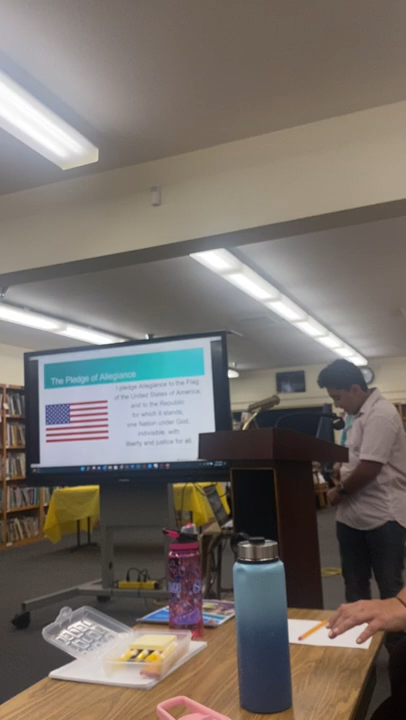 The Pledge of Allegiance
I pledge Allegiance to the Flag
of the United States of America,
and to the Republic
for which it stands,
one Nation under God,
indivisible, with
liberty and justice for all.